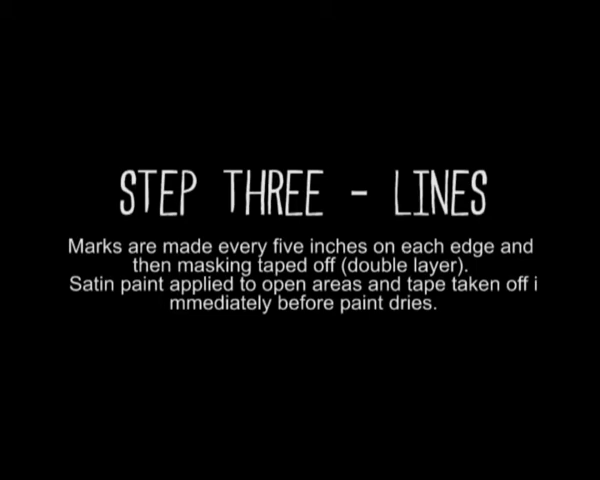 STEP THREE - LINES
Marks are made every five inches on each edge and
then masking taped off (double layer).
Satin paint applied to open areas and tape taken off i
mmediately before paint dries.